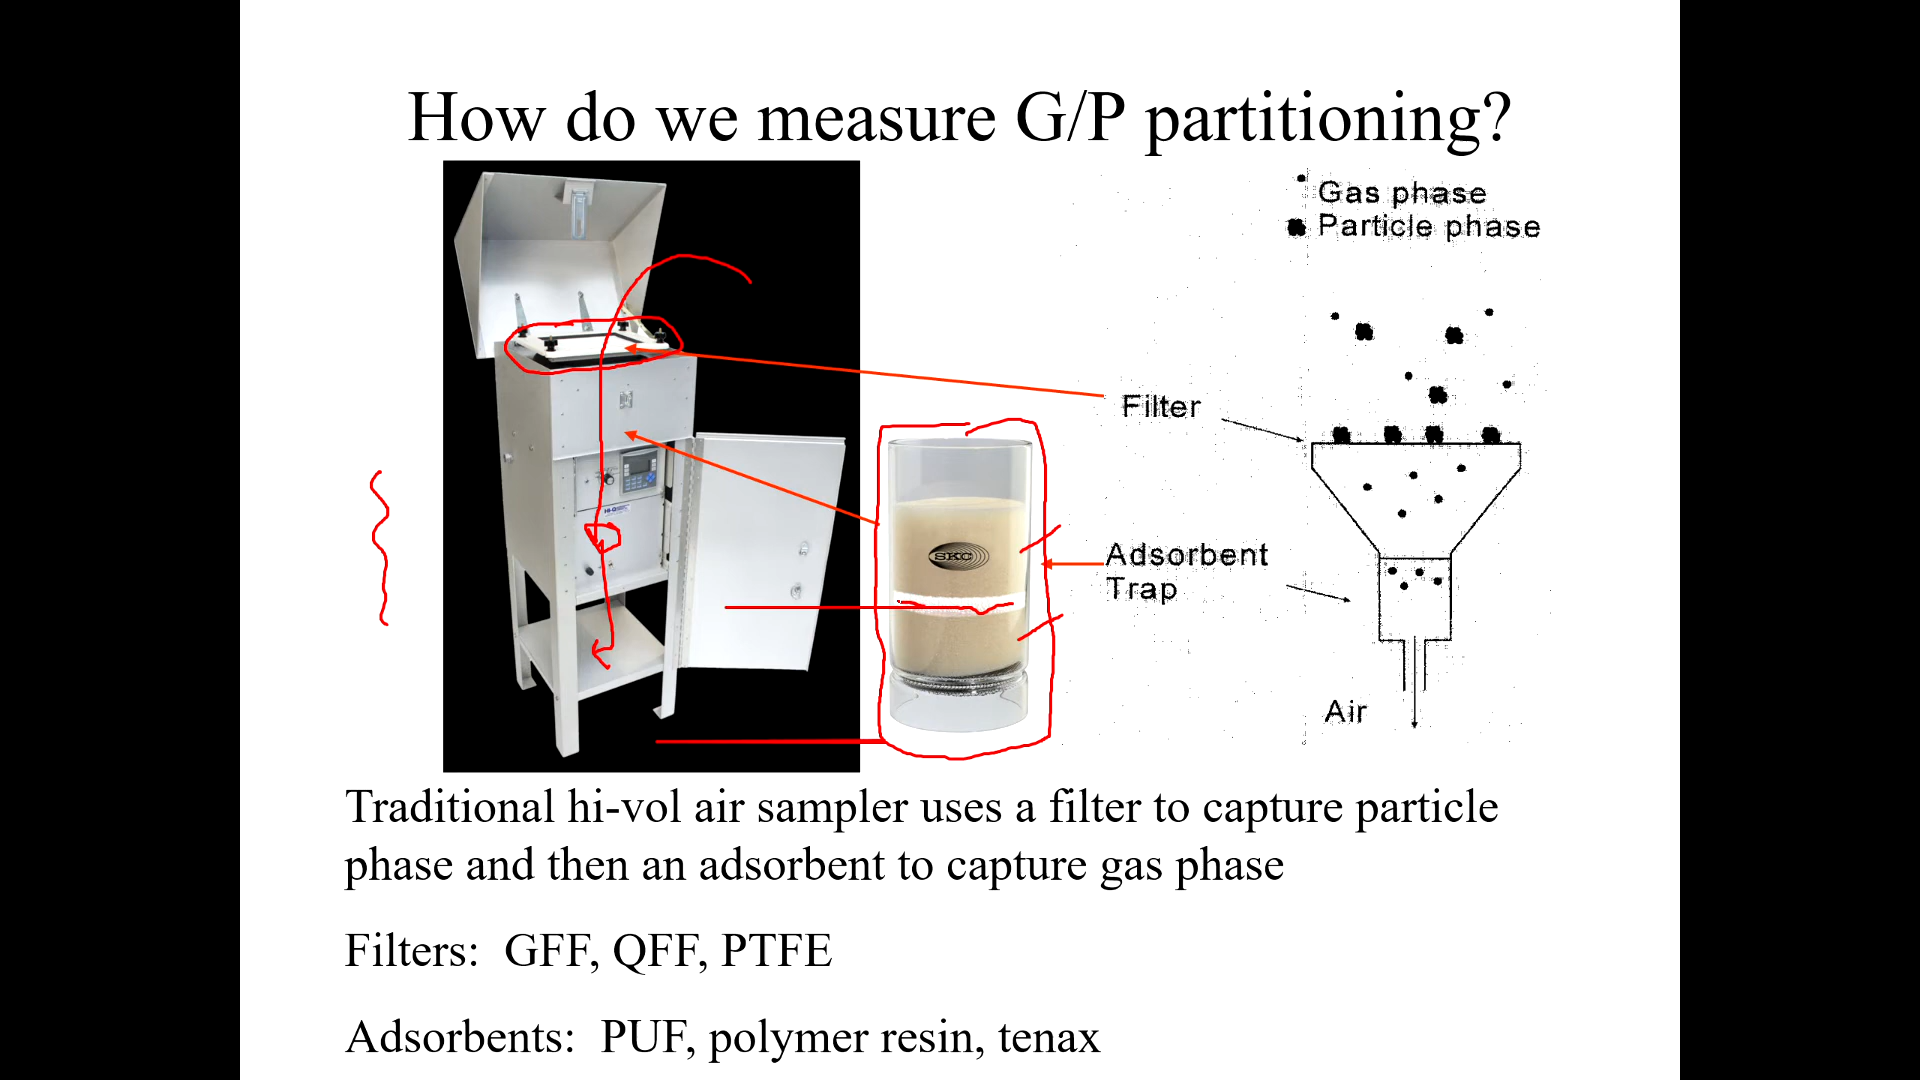 How do we measure G/P partitioning?
Gas phase
Particle phase
Filter
HI-Q
SKC
Adsorbent
Trap
Air
Traditional hi-vol air sampler uses a filter to capture particle
phase and then an adsorbent to capture gas phase
Filters: GFF, QFF, PTFE
Adsorbents: PUF, polymer resin, tenax